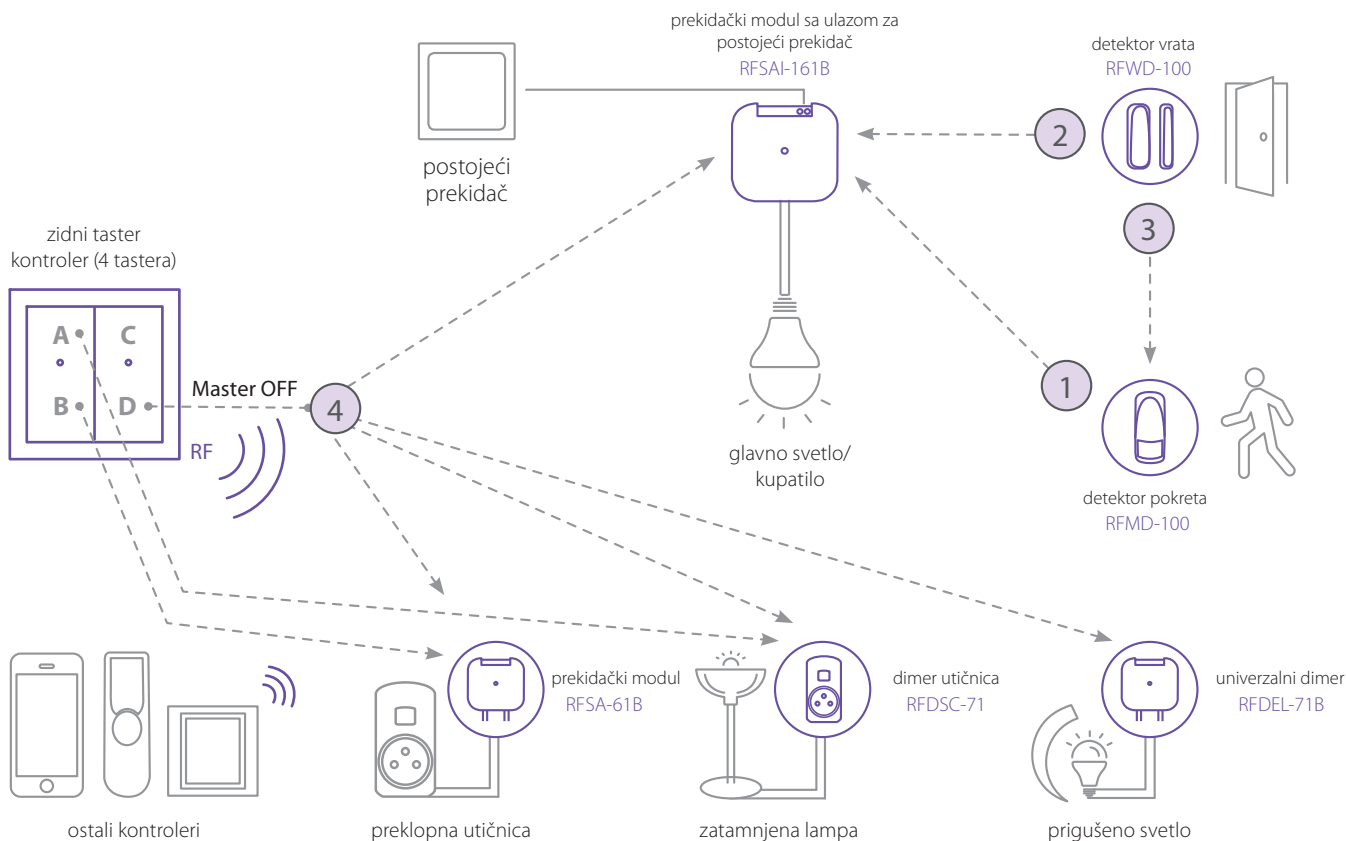 prekidački modul sa ulazom za
postojeći prekidač
RFSAI-161B
detektor vrata
RFWD-100
2
postojeći
prekidač
3
zidni taster
kontroler (4 tastera)
A
C
B
D
Master OFF
4
RF
1
glavno svetlo/
kupatilo
detektor pokreta
RFMD-100
prekidački modul
RFSA-61B
dimer utičnica
RFDSC-71
univerzalni dimer
RFDEL-71B
ostali kontroleri
preklopna utičnica
zatamnjena lampa
prigušeno svetlo